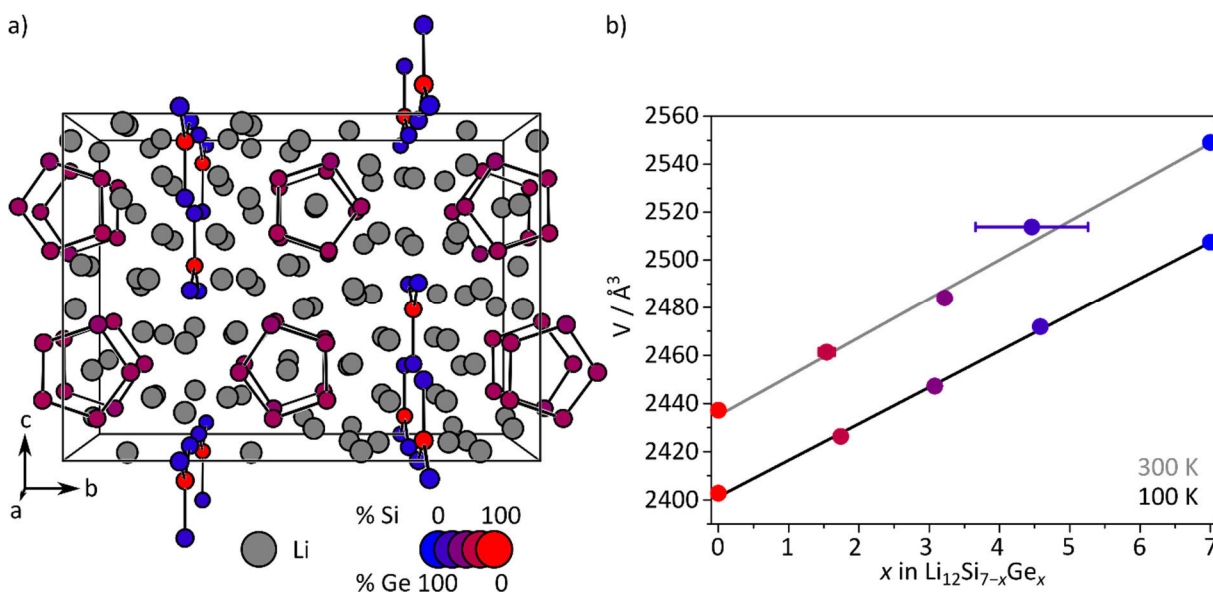 a)
c
b
a
Li
% Si 0 100
% Ge 100 0
b)
V / Å³
2560
2540
2520
2500
2480
2460
2440
2420
2400
300 K
100 K
0 1 2 3 4 5 6 7
x in Li₁₂Si₇₋ₓGeₓ